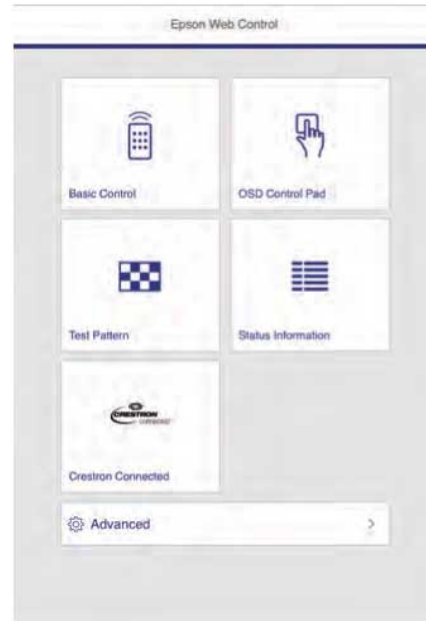 Epson Web Control
Basic Control
OSD Control Pad
Test Pattern
Status Information
CRESTRON
Crestron Connected
Advanced